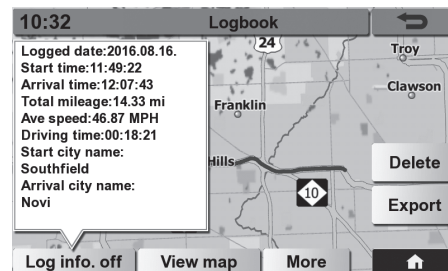 10:32
Logbook
Logged date:2016.08.16.
Start time:11:49:22
Arrival time:12:07:43
Total mileage:14.33 mi
Ave speed:46.87 MPH
Driving time:00:18:21
Start city name:
Southfield
Arrival city name:
Novi
24
Troy
Clawson
Franklin
Hills
10
Delete
Export
Log info. off
View map
More